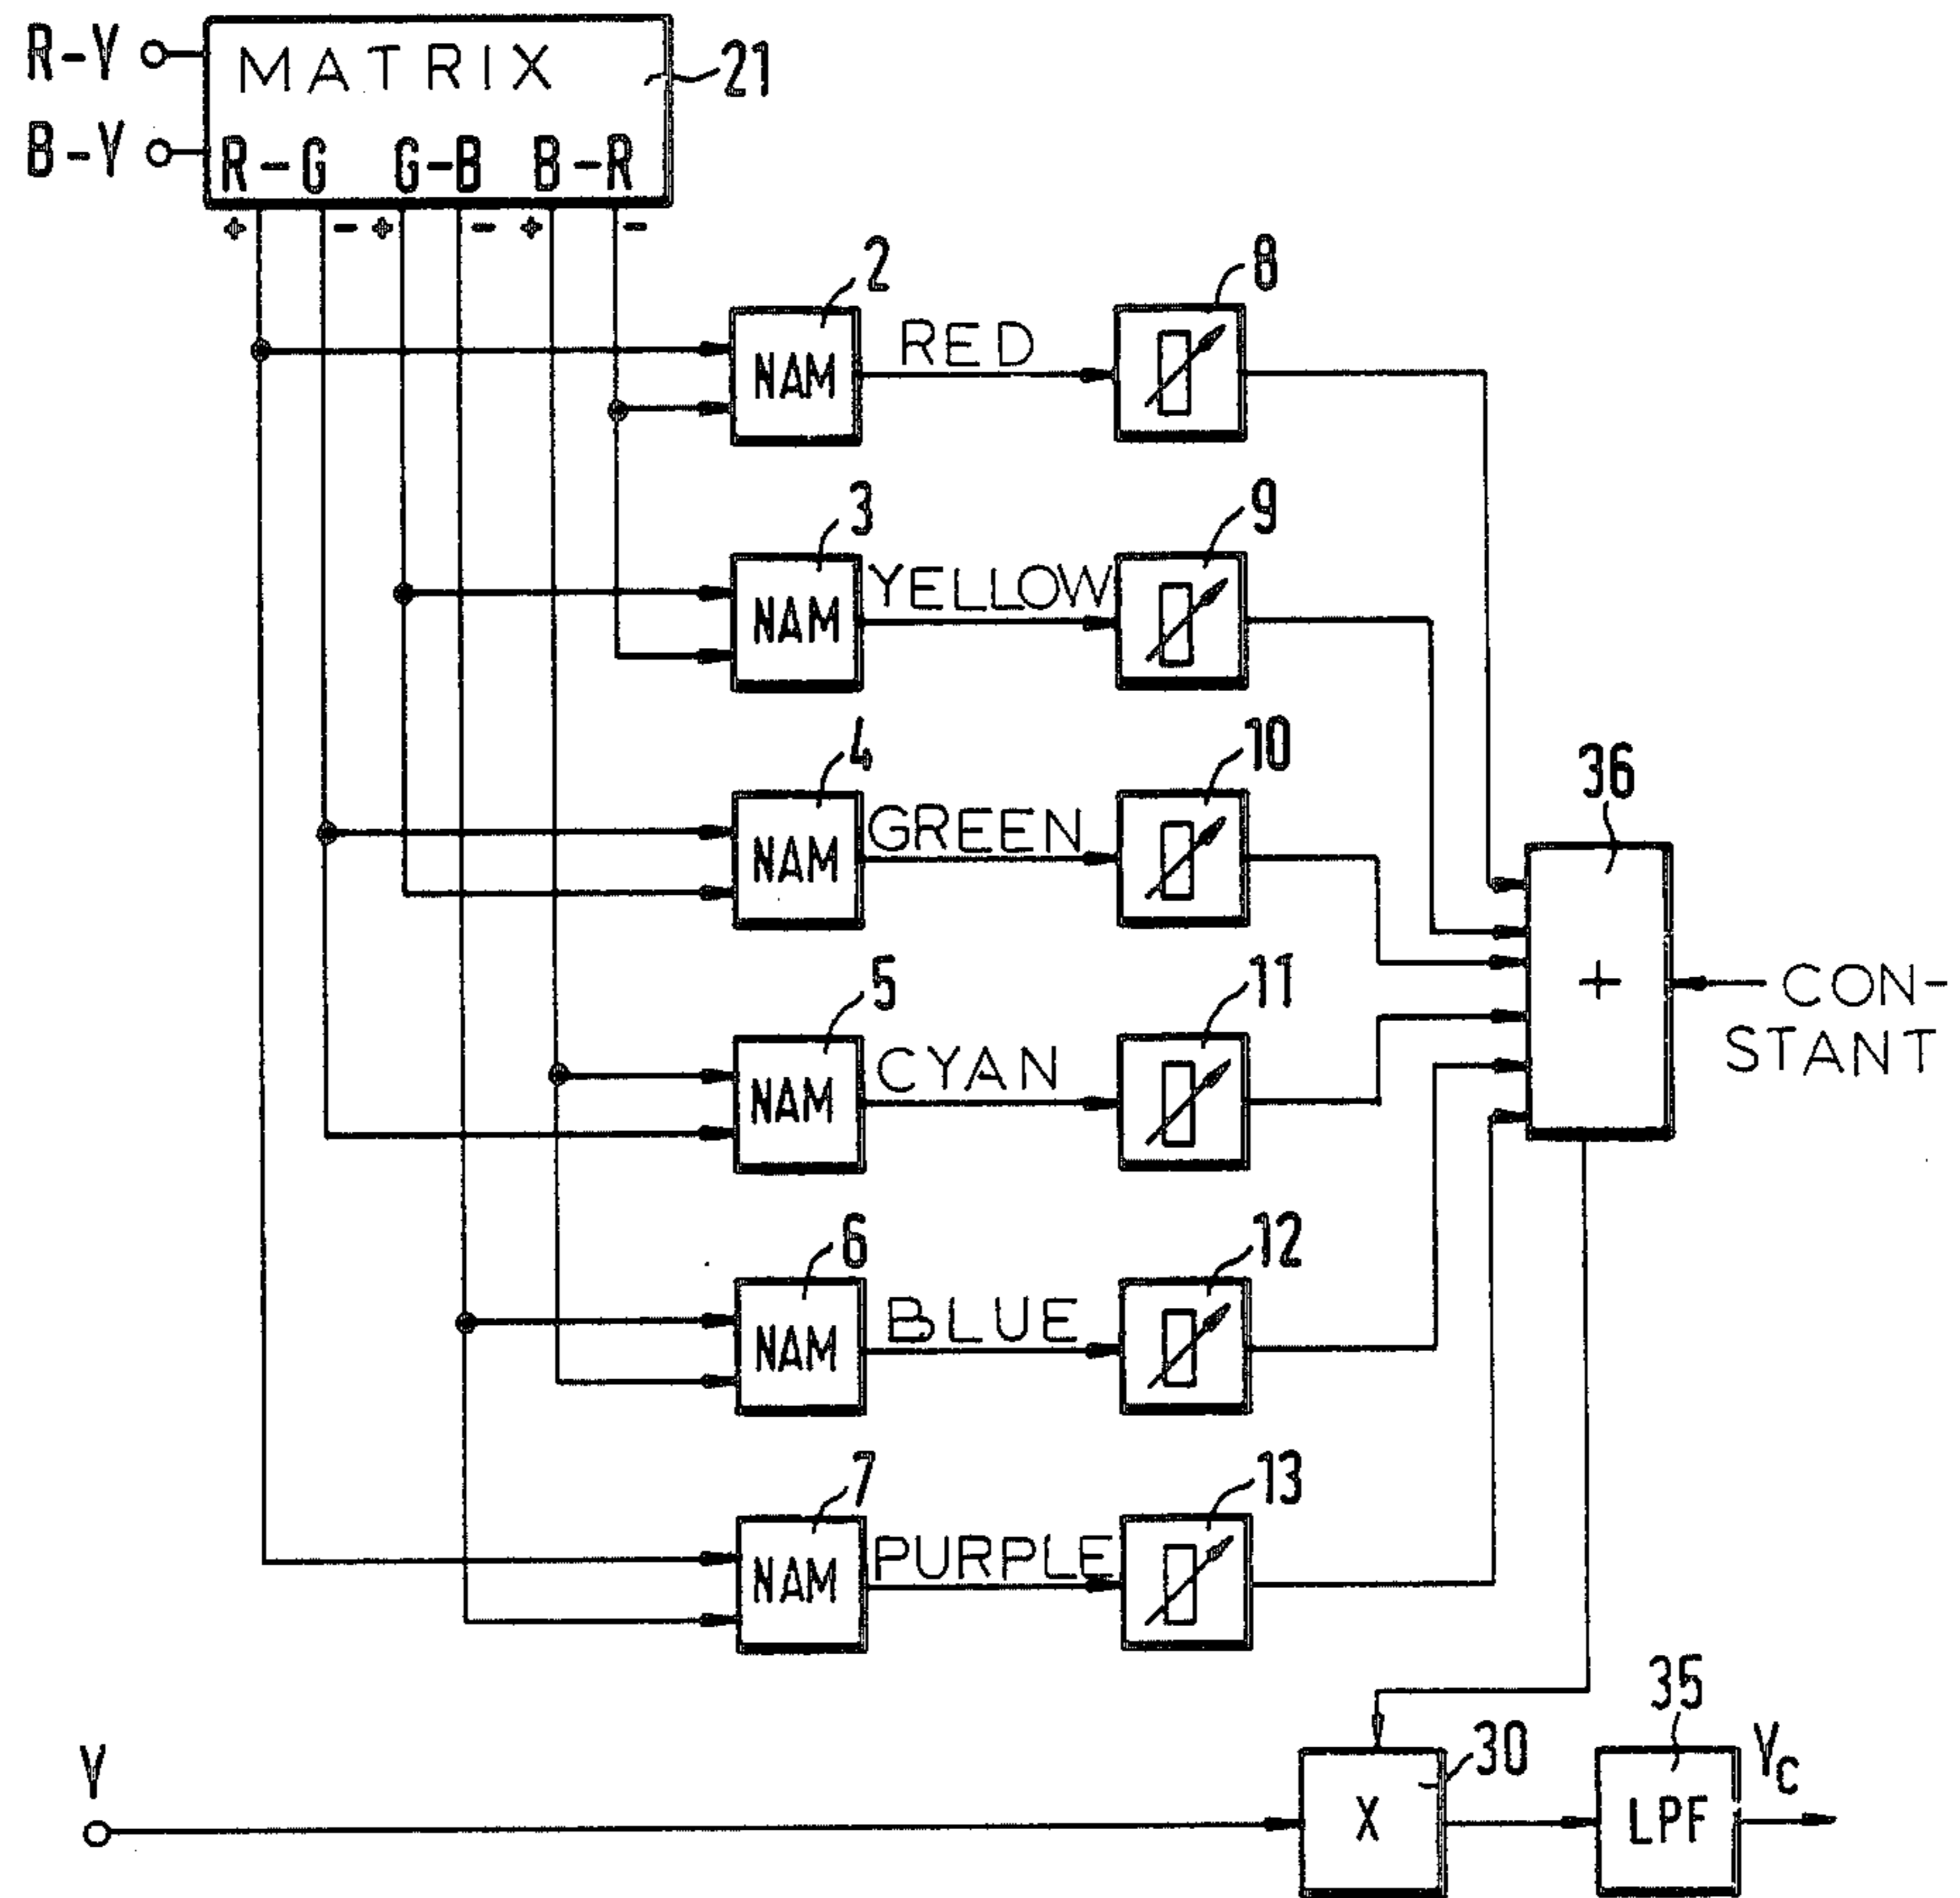 R-Y
MATRIX
21
B-Y
R-G G-B B-R
+ - + - + -
2
8
RED
NAM
3
9
YELLOW
NAM
4
10
36
GREEN
NAM
+
5
11
CON-
STANT
CYAN
NAM
6
12
BLUE
NAM
7
13
PURPLE
NAM
35
Y
30
Yc
X
LPF